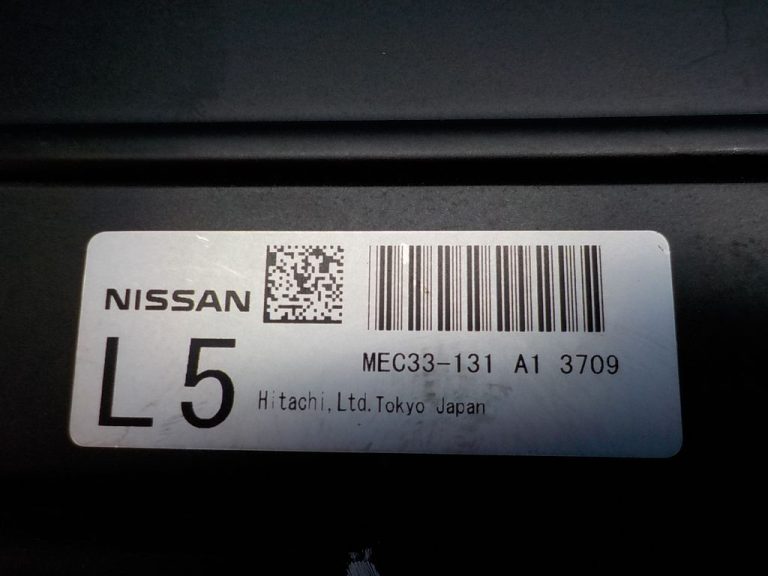 NISSAN
L5
MEC33-131 A1 3709
Hitachi,Ltd.Tokyo Japan